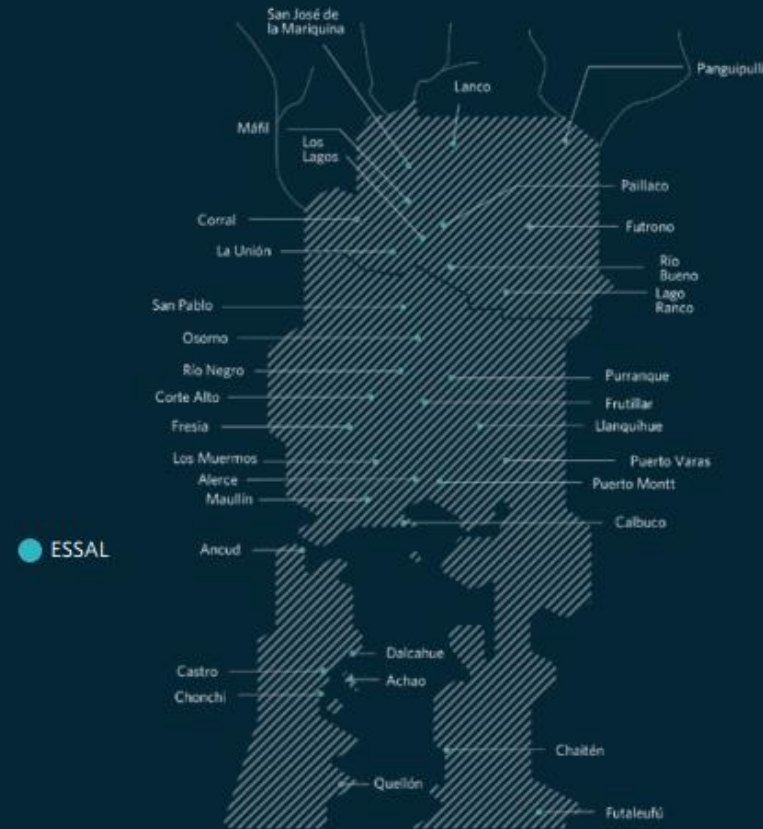 San José de
la Mariquina
Lanco
Panguipulli
Máfil
Los
Lagos
Paillaco
Corral
Futrono
La Unión
Río
Bueno
Lago
Ranco
San Pablo
Osorno
Río Negro
Purranque
Corte Alto
Frutillar
Fresia
Llanquihue
Los Muermos
Puerto Varas
Alerce
Puerto Montt
Maullín
Calbuco
ESSAL
Ancud
Dalcahue
Castro
Achao
Chonchi
Chaitén
Quellón
Futaleufú